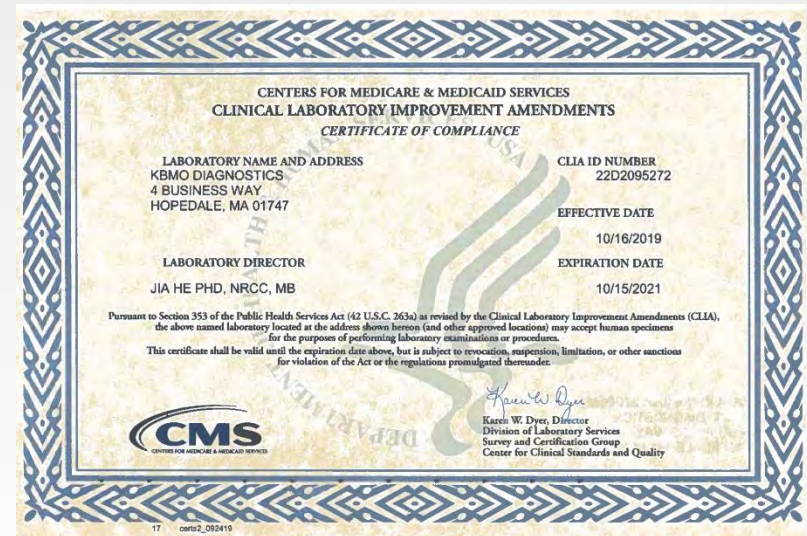 CENTERS FOR MEDICARE & MEDICAID SERVICES
CLINICAL LABORATORY IMPROVEMENT AMENDMENTS
CERTIFICATE OF COMPLIANCE
LABORATORY NAME AND ADDRESS
KBMO DIAGNOSTICS
4 BUSINESS WAY
HOPEDALE, MA 01747
CLIA ID NUMBER
22D2095272
EFFECTIVE DATE
10/16/2019
LABORATORY DIRECTOR
JIA HE PHD, NRCC, MB
EXPIRATION DATE
10/15/2021
Pursuant to Section 353 of the Public Health Services Act (42 U.S.C. 263a) as revised by the Clinical Laboratory Improvement Amendments (CLIA),
the above named laboratory located at the address shown hereon (and other approved locations) may accept human specimens
for the purposes of performing laboratory examinations or procedures.
This certificate shall be valid until the expiration date above, but is subject to revocation, suspension, limitation, or other sanctions
for violation of the Act or the regulations promulgated thereunder.
Karen W. Dyer
Karen W. Dyer, Director
Division of Laboratory Services
Survey and Certification Group
Center for Clinical Standards and Quality
CMS
CENTERS FOR MEDICARE & MEDICAID SERVICES
DEPARTMENT HEALTH HUMAN SERVICES USA
17 certs2_092419